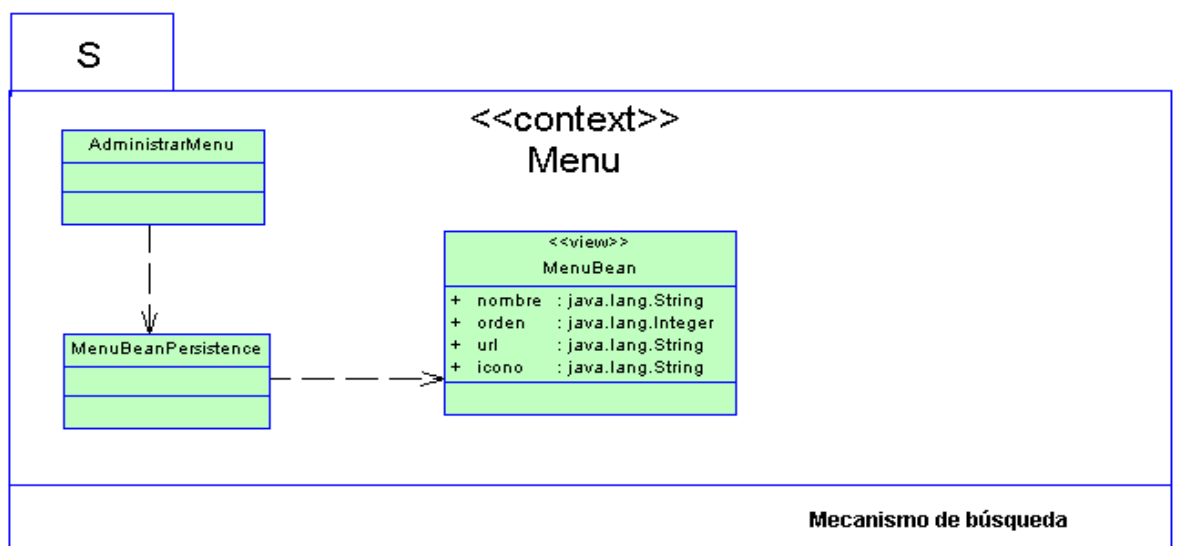 S
<<context>>
Menu
AdministrarMenu
<<view>>
MenuBean
+ nombre : java.lang.String
+ orden : java.lang.Integer
+ url : java.lang.String
+ icono : java.lang.String
MenuBeanPersistence
Mecanismo de búsqueda